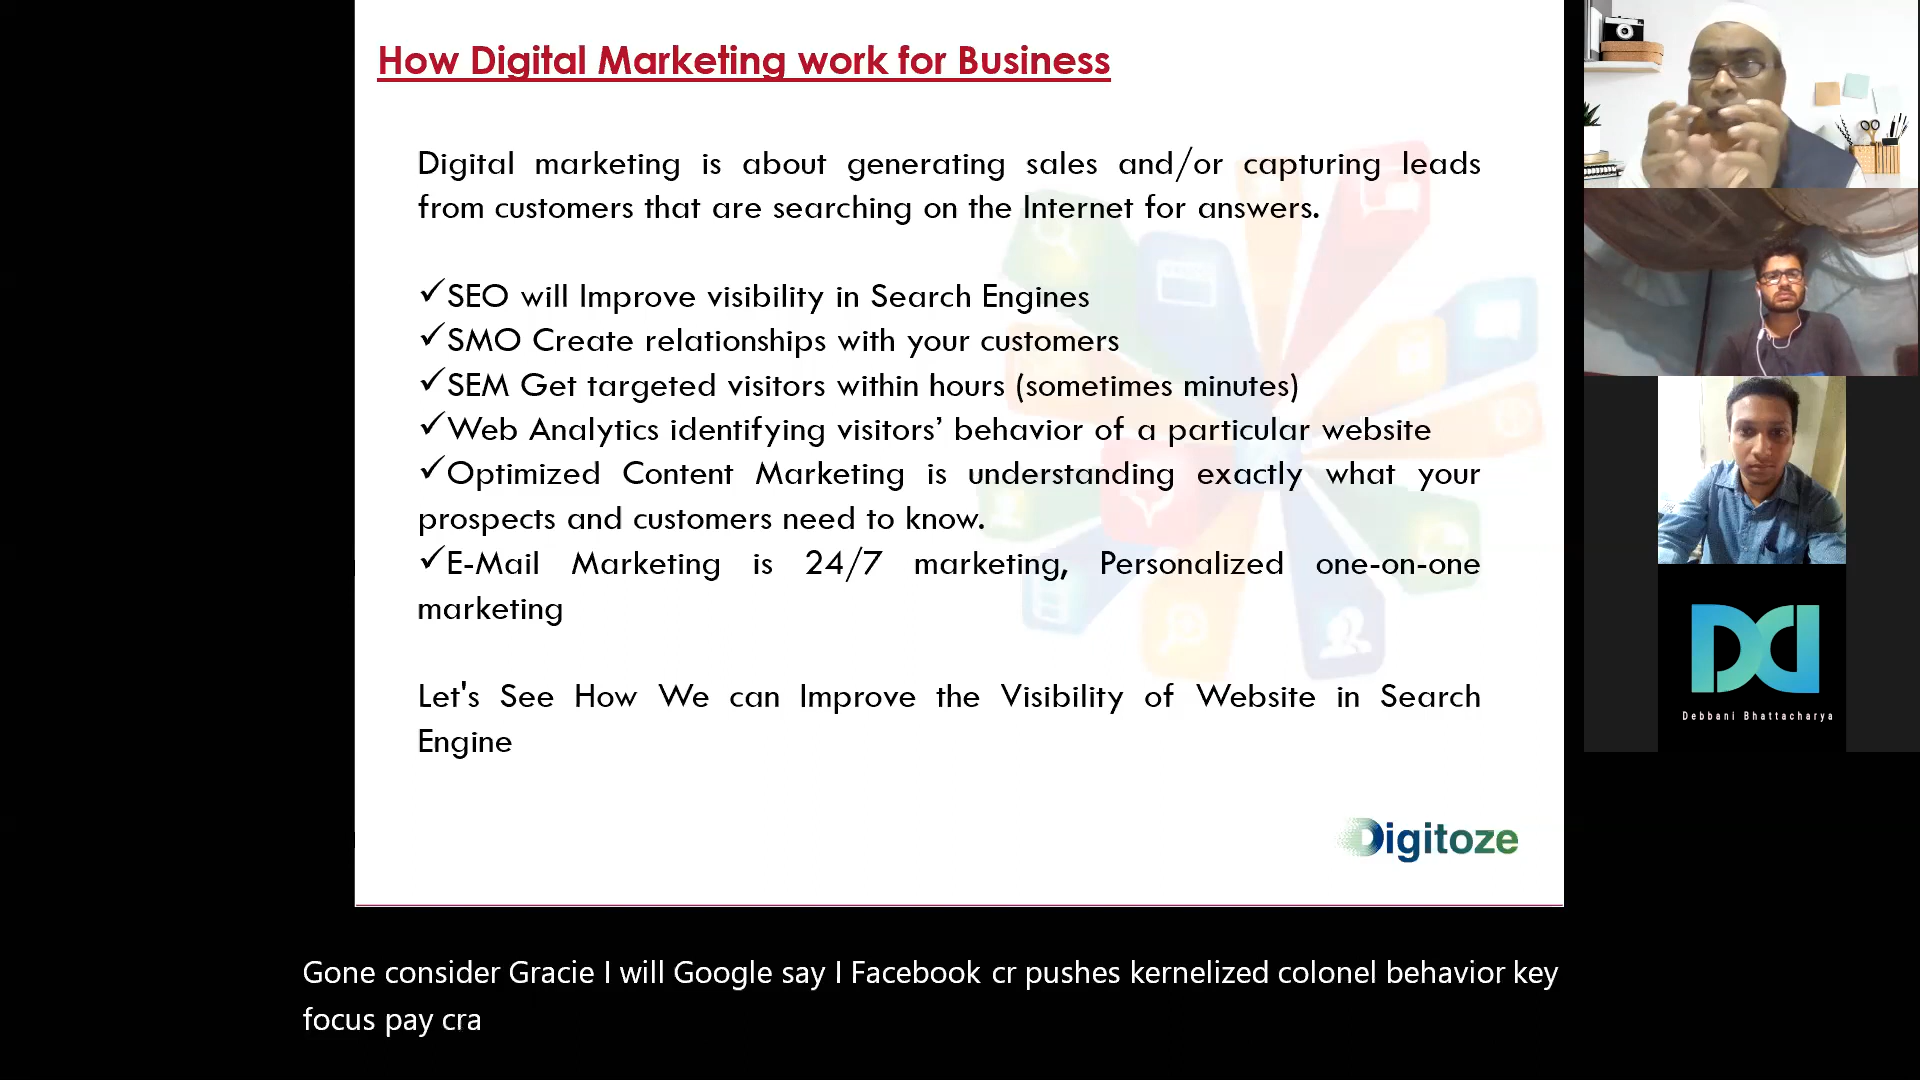 How Digital Marketing work for Business
Digital marketing is about generating sales and/or capturing leads
from customers that are searching on the Internet for answers.
✓SEO will Improve visibility in Search Engines
✓SMO Create relationships with your customers
✓SEM Get targeted visitors within hours (sometimes minutes)
✓Web Analytics identifying visitors’ behavior of a particular website
✓Optimized Content Marketing is understanding exactly what your
prospects and customers need to know.
✓E-Mail Marketing is 24/7 marketing, Personalized one-on-one
marketing
Let's See How We can Improve the Visibility of Website in Search
Engine
Digitoze
Debbani Bhattacharya
Gone consider Gracie I will Google say I Facebook cr pushes kernelized colonel behavior key
focus pay cra